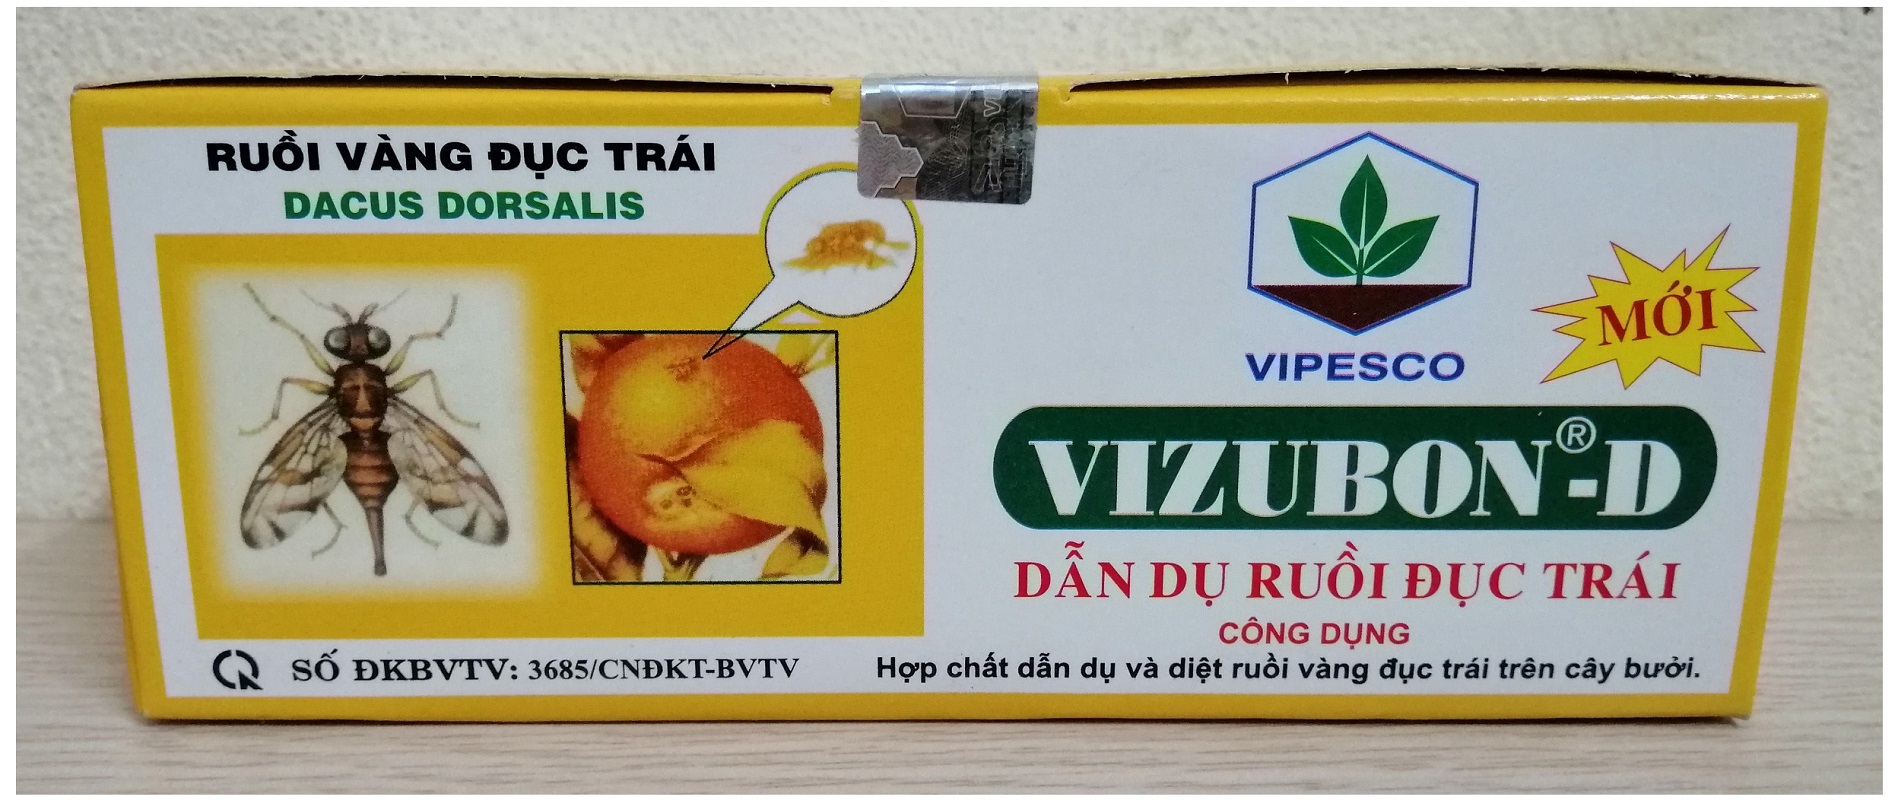 RUỒI VÀNG ĐỤC TRÁI
DACUS DORSALIS
VIPESCO
MỚI
VIZUBON®-D
DẪN DỤ RUỒI ĐỤC TRÁI
CÔNG DỤNG
Hợp chất dẫn dụ và diệt ruồi vàng đục trái trên cây bưởi.
SỐ ĐKBVTV: 3685/CNĐKT-BVTV